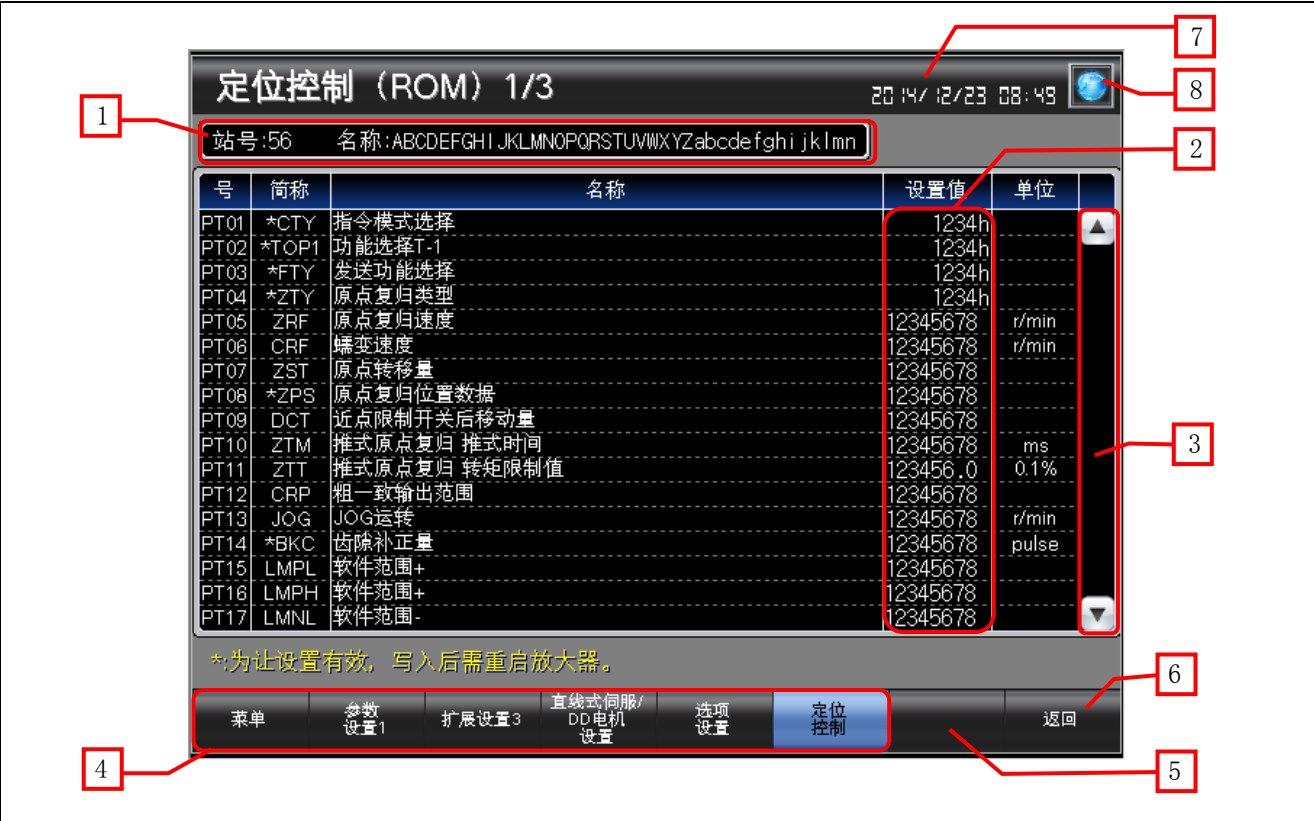 7
定位控制（ROM）1/3
2014/12/23 08:49
8
1
站号:56 名称:ABCDEFGHIJKLMNOPQRSTUVWXYZabcdefghijklmn
2
号 简称 名称 设置值 单位
PT01 *CTY 指令模式选择 1234h
PT02 *TOP1 功能选择T-1 1234h
PT03 *FTY 发送功能选择 1234h
PT04 *ZTY 原点复归类型 1234h
PT05 ZRF 原点复归速度 12345678 r/min
PT06 CRF 蠕变速度 12345678 r/min
PT07 ZST 原点转移量 12345678
PT08 *ZPS 原点复归位置数据 12345678
PT09 DCT 近点限制开关后移动量 12345678
PT10 ZTM 推式原点复归 推式时间 12345678 ms
3
PT11 ZTT 推式原点复归 转矩限制值 123456.0 0.1%
PT12 CRP 粗一致输出范围 12345678
PT13 JOG JOG运转 12345678 r/min
PT14 *BKC 齿隙补正量 12345678 pulse
PT15 LMPL 软件范围+ 12345678
PT16 LMPH 软件范围+ 12345678
PT17 LMNL 软件范围- 12345678
*:为让设置有效，写入后需重启放大器。
6
菜单
参数
设置1
扩展设置3
直线式伺服/
DD电机
设置
选项
设置
定位
控制
返回
4
5